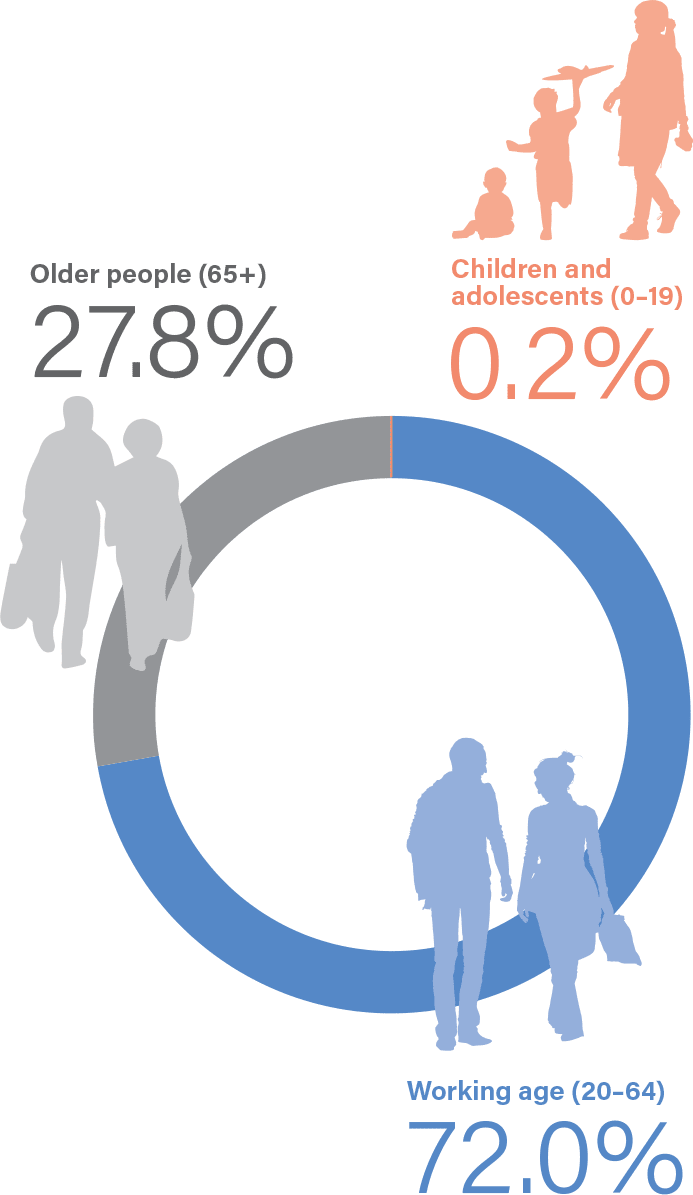 Older people (65+)
27.8%
Children and
adolescents (0–19)
0.2%
Working age (20–64)
72.0%